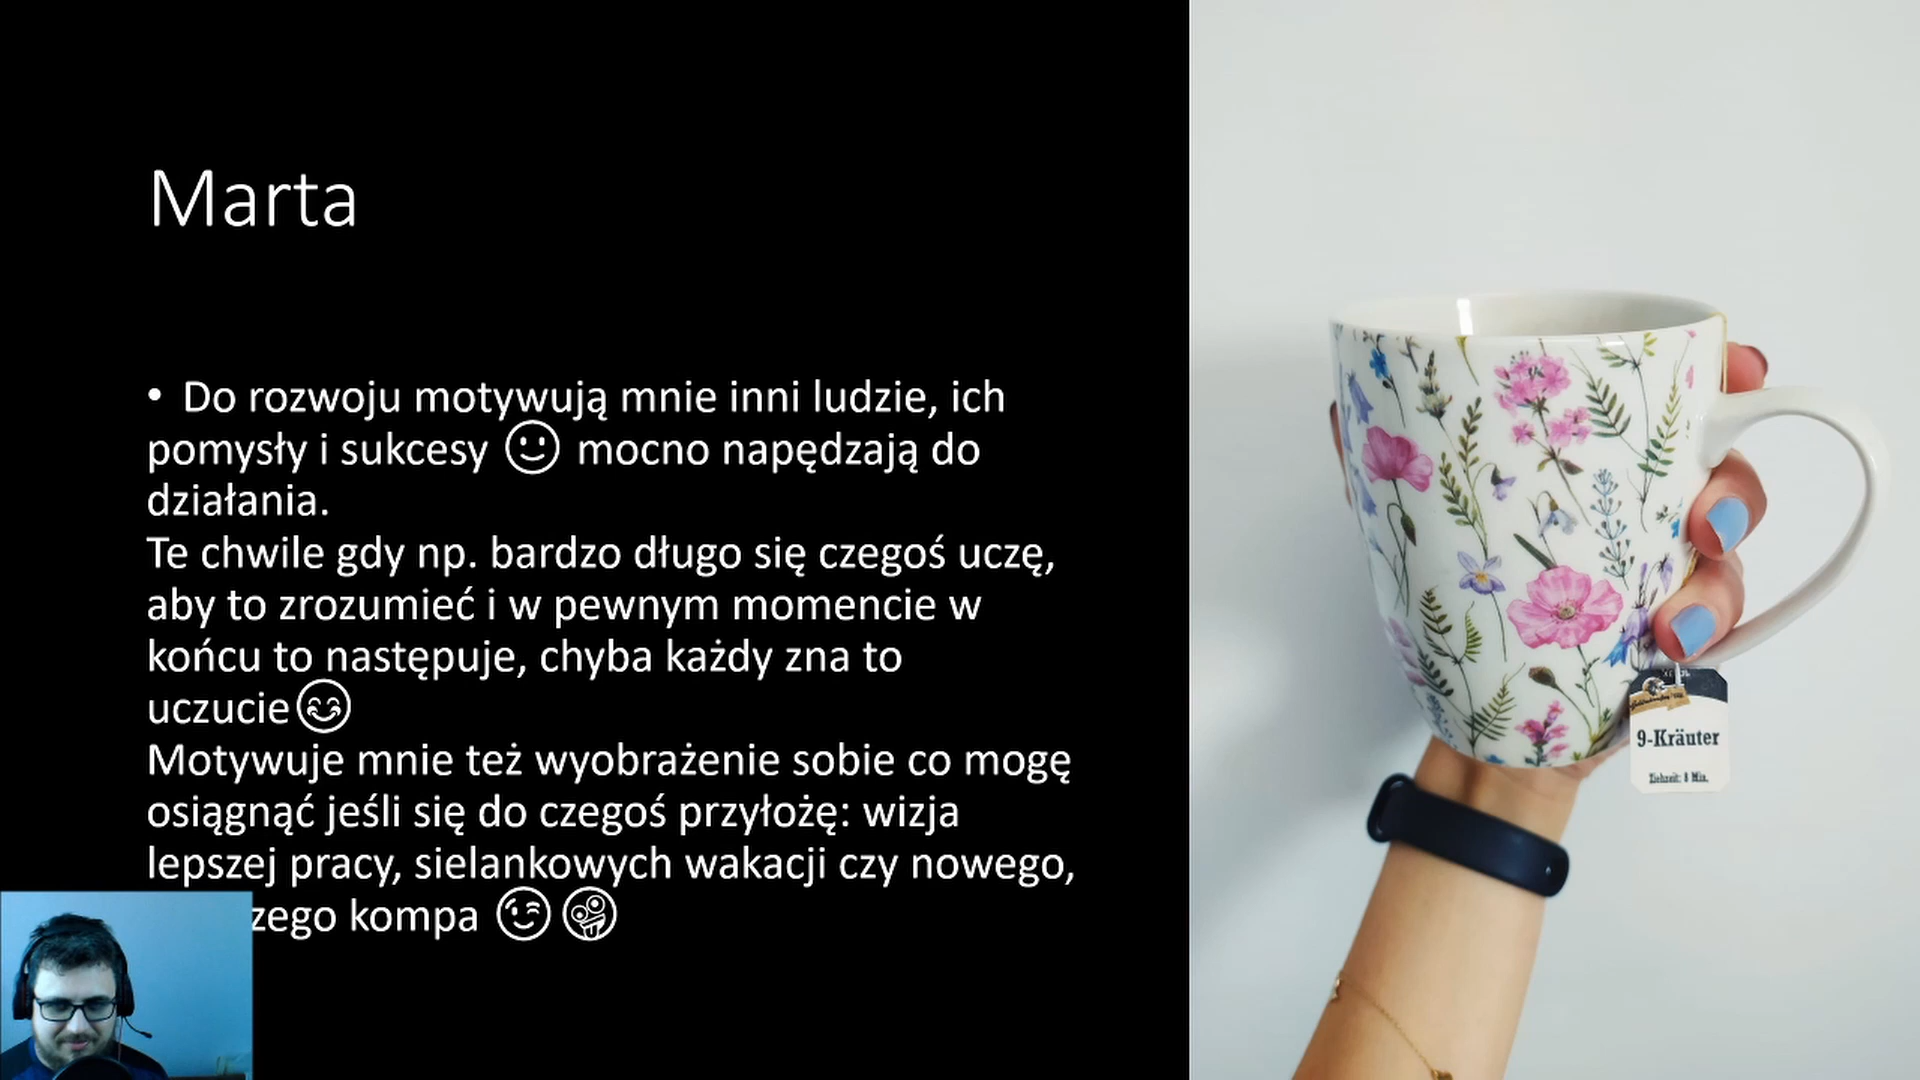 Marta
• Do rozwoju motywują mnie inni ludzie, ich
pomysły i sukcesy 🙂 mocno napędzają do
działania.
Te chwile gdy np. bardzo długo się czegoś uczę,
aby to zrozumieć i w pewnym momencie w
końcu to następuje, chyba każdy zna to
uczucie😊
Motywuje mnie też wyobrażenie sobie co mogę
osiągnąć jeśli się do czegoś przyłożę: wizja
lepszej pracy, sielankowych wakacji czy nowego,
zego kompa 😉🤪
9-Kräuter
Ziehzeit: 8 Min.